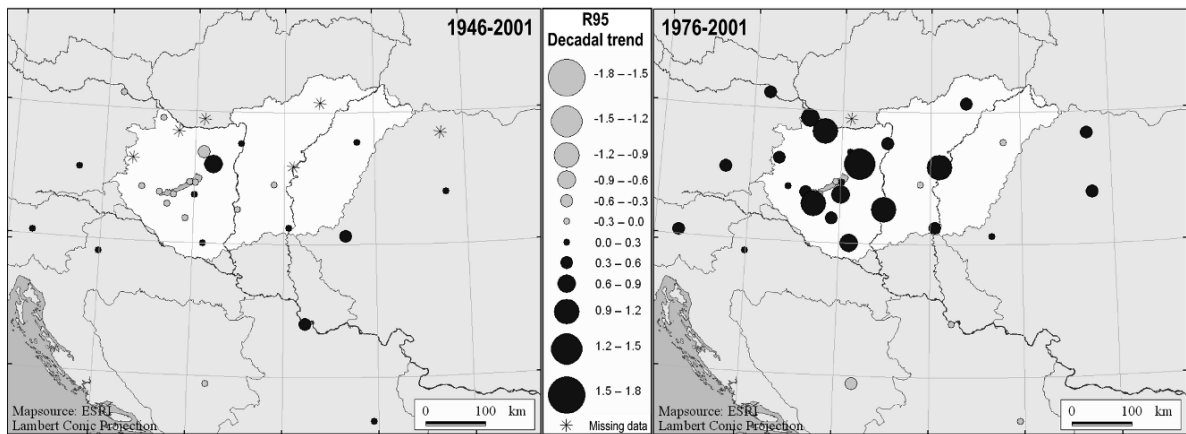 1946-2001
Mapsource: ESRI
Lambert Conic Projection
0 100 km
R95
Decadal trend
-1.8 – -1.5
-1.5 – -1.2
-1.2 – -0.9
-0.9 – -0.6
-0.6 – -0.3
-0.3 – 0.0
0.0 – 0.3
0.3 – 0.6
0.6 – 0.9
0.9 – 1.2
1.2 – 1.5
1.5 – 1.8
Missing data
1976-2001
Mapsource: ESRI
Lambert Conic Projection
0 100 km